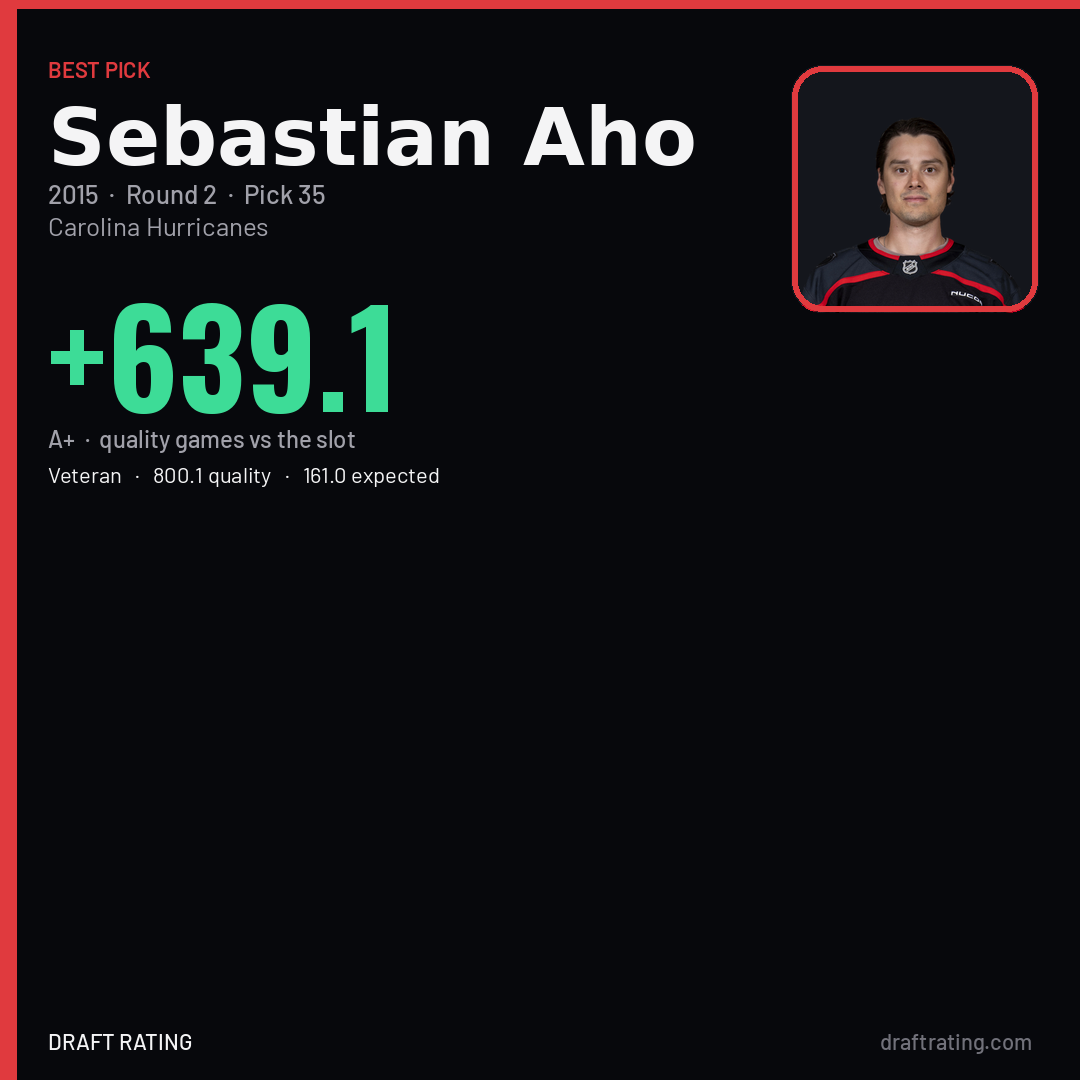 BEST PICK
Sebastian Aho
2015 · Round 2 · Pick 35
Carolina Hurricanes
+639.1
A+ · quality games vs the slot
Veteran · 800.1 quality · 161.0 expected
DRAFT RATING
draftrating.com